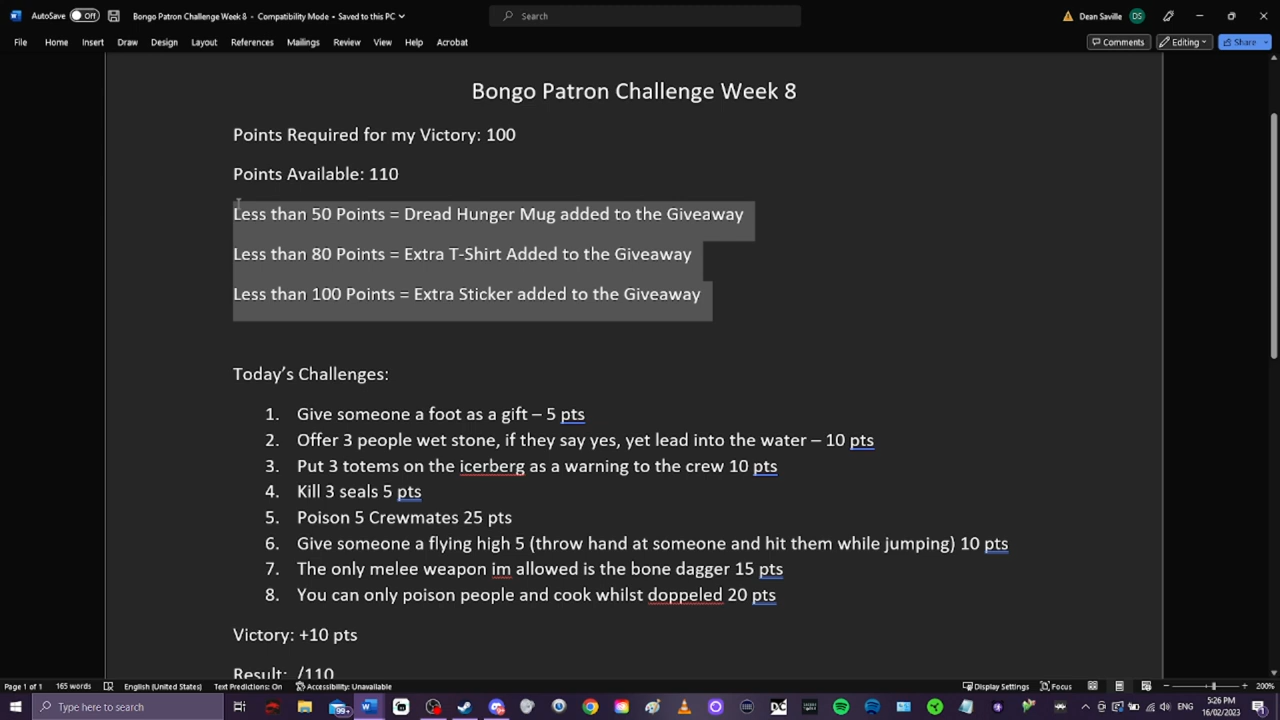 AutoSave Off Bongo Patron Challenge Week 8 - Compatibility Mode • Saved to this PC Search Dean Saville DS
File Home Insert Draw Design Layout References Mailings Review View Help Acrobat Comments Editing Share
Bongo Patron Challenge Week 8
Points Required for my Victory: 100
Points Available: 110
Less than 50 Points = Dread Hunger Mug added to the Giveaway
Less than 80 Points = Extra T-Shirt Added to the Giveaway
Less than 100 Points = Extra Sticker added to the Giveaway
Today’s Challenges:
1. Give someone a foot as a gift – 5 pts
2. Offer 3 people wet stone, if they say yes, yet lead into the water – 10 pts
3. Put 3 totems on the icerberg as a warning to the crew 10 pts
4. Kill 3 seals 5 pts
5. Poison 5 Crewmates 25 pts
6. Give someone a flying high 5 (throw hand at someone and hit them while jumping) 10 pts
7. The only melee weapon im allowed is the bone dagger 15 pts
8. You can only poison people and cook whilst doppeled 20 pts
Victory: +10 pts
Result: /110
Page 1 of 1 165 words English (United States) Text Predictions: On Accessibility: Unavailable Display Settings Focus 200%
Type here to search 99+ ENG 5:26 PM
16/02/2023